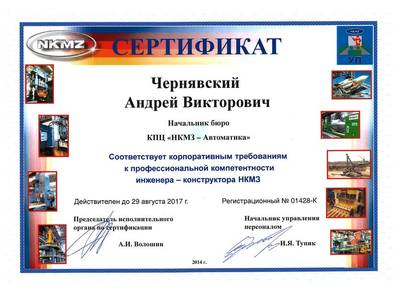 NKMZ
СЕРТИФИКАТ
NKMZ
УП
Чернявский
Андрей Викторович
Начальник бюро
КПЦ «НКМЗ – Автоматика»
Соответствует корпоративным требованиям
к профессиональной компетентности
инженера – конструктора НКМЗ
Действителен до 29 августа 2017 г.
Регистрационный № 01428-К
Председатель исполнительного
органа по сертификации
Начальник управления
персоналом
А.И. Волошин
И.Я. Тупик
2014 г.